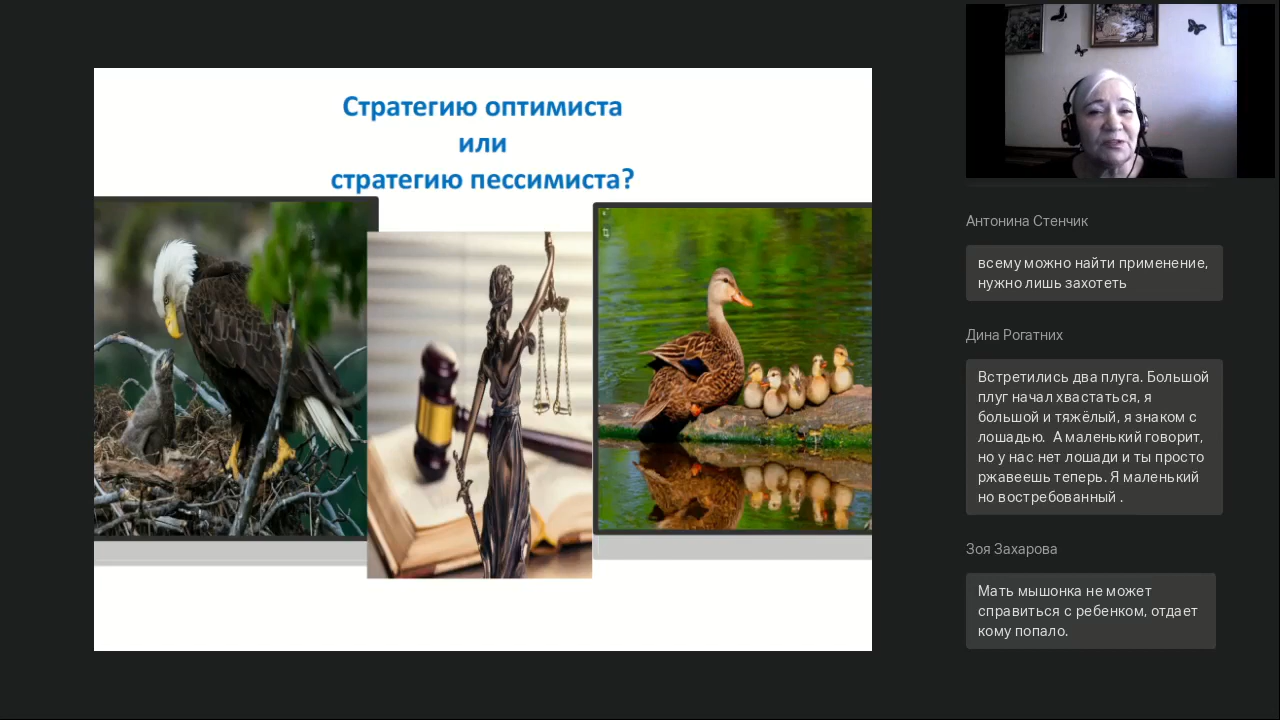 Стратегию оптимиста
или
стратегию пессимиста?
Антонина Стенчик
всему можно найти применение,
нужно лишь захотеть
Дина Рогатних
Встретились два плуга. Большой
плуг начал хвастаться, я
большой и тяжёлый, я знаком с
лошадью.  А маленький говорит,
но у нас нет лошади и ты просто
ржавеешь теперь. Я маленький
но востребованный .
Зоя Захарова
Мать мышонка не может
справиться с ребенком, отдает
кому попало.